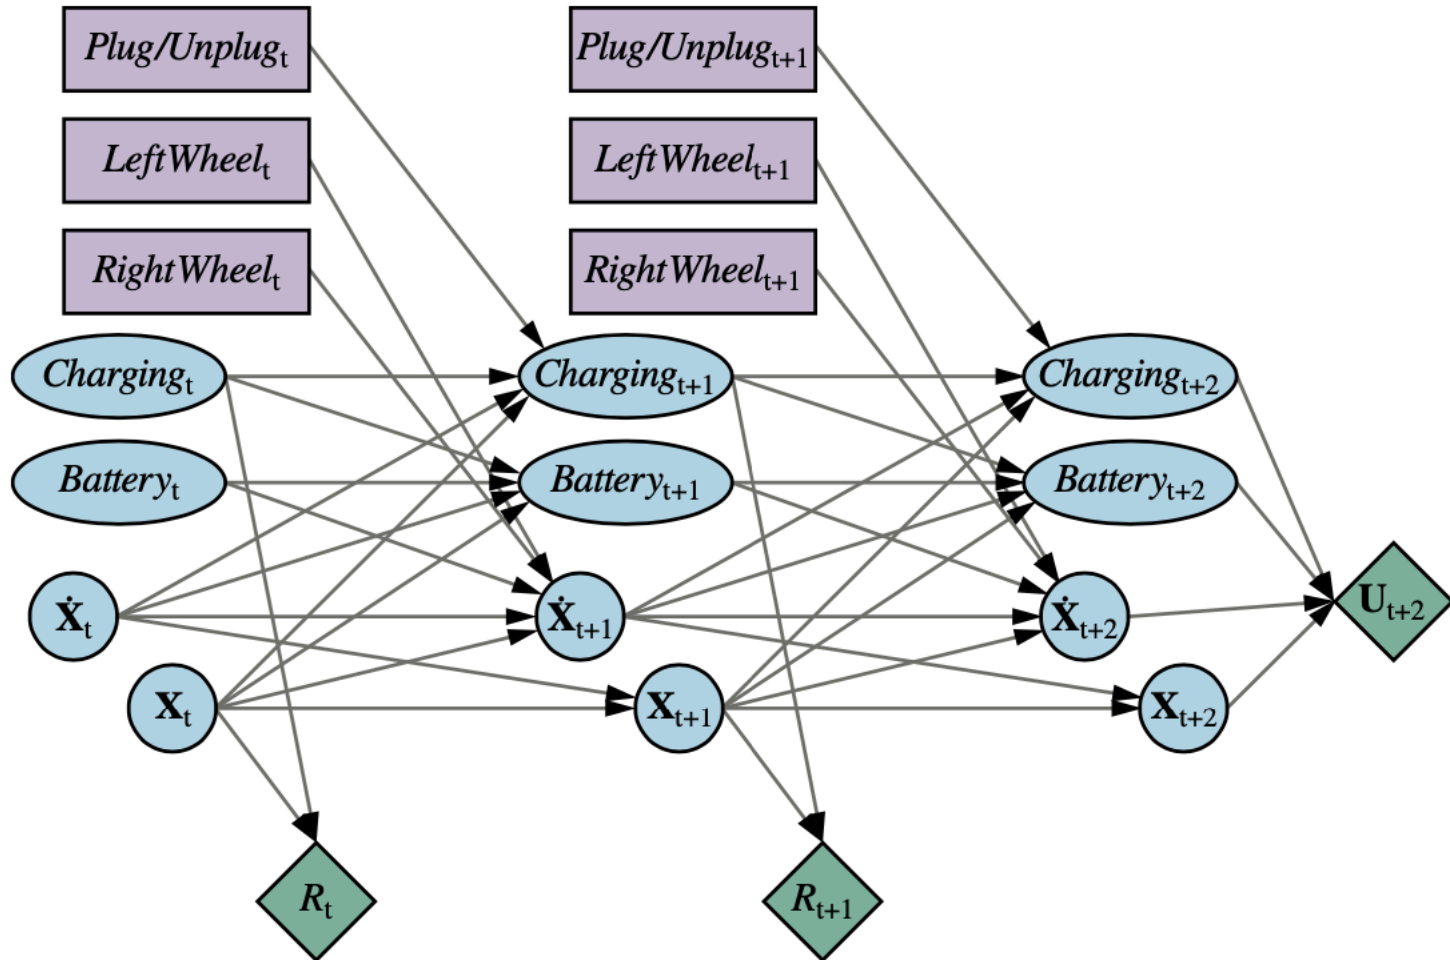 Plug/Unplugₜ
Plug/Unplugₜ₊₁
LeftWheelₜ
LeftWheelₜ₊₁
RightWheelₜ
RightWheelₜ₊₁
Chargingₜ
Chargingₜ₊₁
Chargingₜ₊₂
Batteryₜ
Batteryₜ₊₁
Batteryₜ₊₂
Ẋₜ
Ẋₜ₊₁
Ẋₜ₊₂
Uₜ₊₂
Xₜ
Xₜ₊₁
Xₜ₊₂
Rₜ
Rₜ₊₁